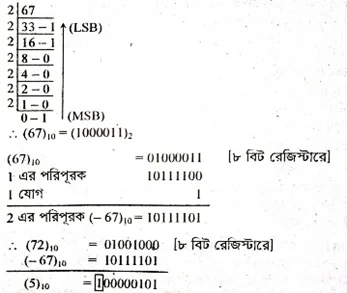 2 67
2 33 – 1 (LSB)
2 16 – 1
2 8 – 0
2 4 – 0
2 2 – 0
2 1 – 0
0 – 1 (MSB)
∴ (67)₁₀ = (1000011)₂
(67)₁₀ = 01000011 [৮ বিট রেজিস্টারে]
1 এর পরিপূরক 10111100
1 যোগ 1
2 এর পরিপূরক (– 67)₁₀ = 10111101
∴ (72)₁₀ = 01001000 [৮ বিট রেজিস্টারে]
(– 67)₁₀ = 10111101
(5)₁₀ = 100000101